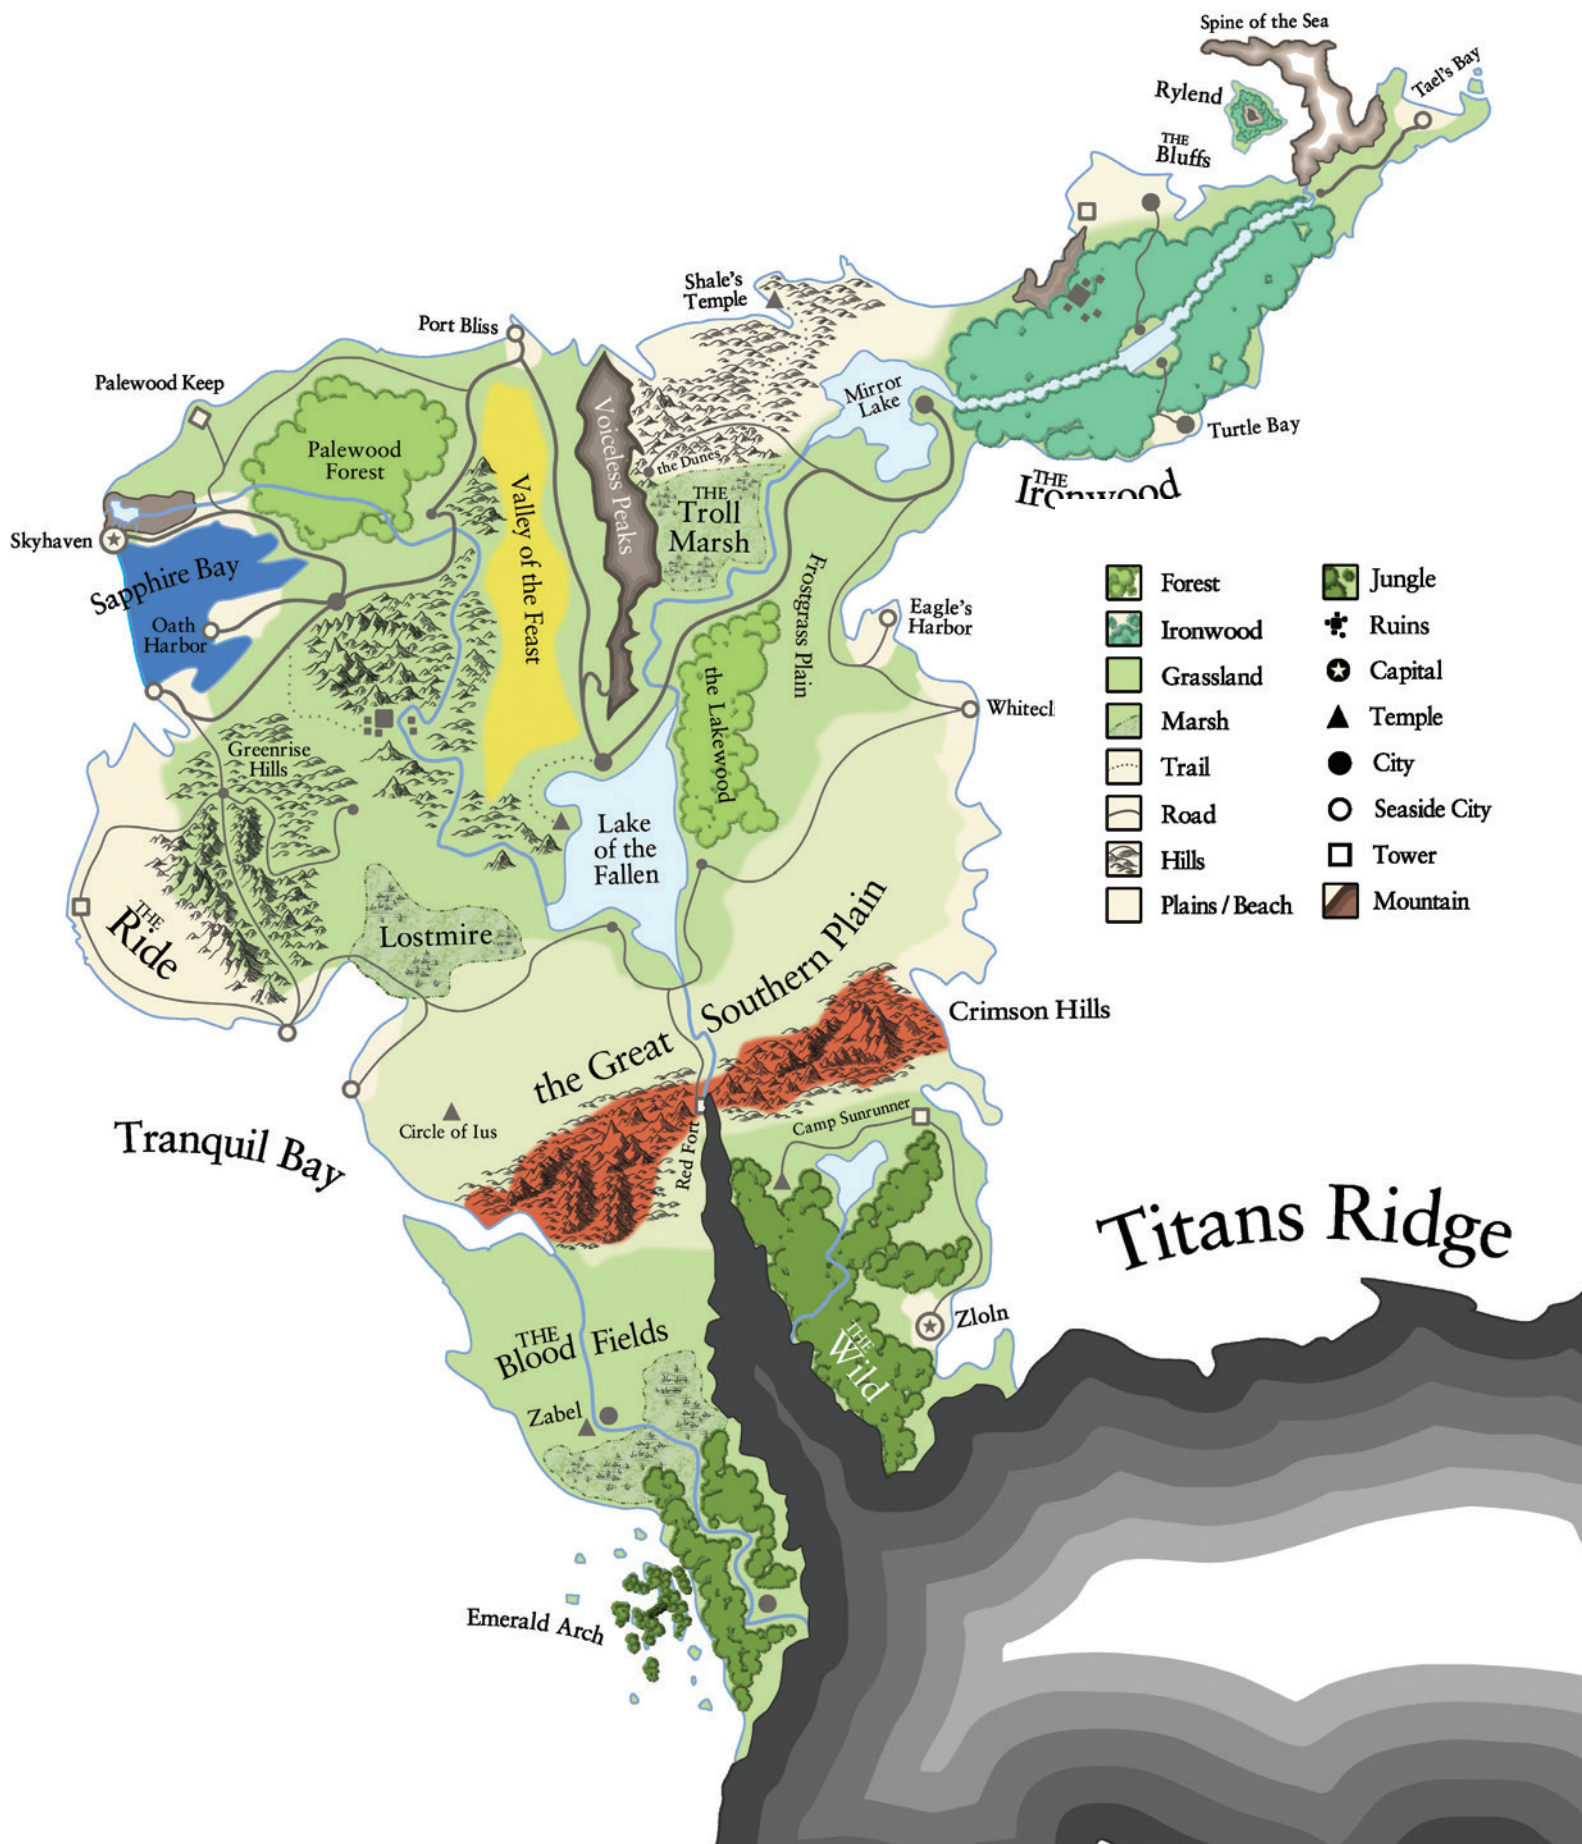 Spine of the Sea
Tael's Bay
Rylend
THE
Bluffs
Shale's
Temple
Port Bliss
Palewood Keep
Mirror
Lake
Palewood
Forest
Voiceless Peaks
the Dunes
Turtle Bay
THE
Ironwood
Valley of the Feast
THE
Troll
Marsh
Skyhaven
Sapphire Bay
Frostgrass Plain
Oath
Harbor
Eagle's
Harbor
the Lakewood
Whitecl
Greenrise
Hills
Lake
of the
Fallen
THE
Ride
Lostmire
the Great Southern Plain
Crimson Hills
Circle of Ius
Camp Sunrunner
Red Fort
Tranquil Bay
Titans Ridge
THE
Blood Fields
Zloln
THE
Wild
Zabel
Emerald Arch
Forest
Ironwood
Grassland
Marsh
Trail
Road
Hills
Plains / Beach
Jungle
Ruins
Capital
Temple
City
Seaside City
Tower
Mountain